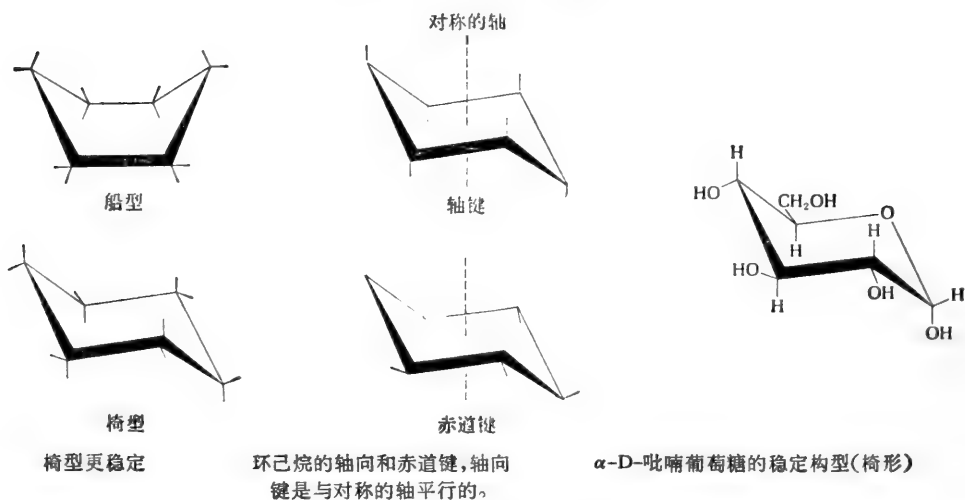 对称的轴
船型
轴键
H
HO
CH₂OH
O
H
H
HO
H
OH
H
OH
椅型
赤道键
椅型更稳定
环己烷的轴向和赤道键,轴向
键是与对称的轴平行的。
α-D-吡喃葡萄糖的稳定构型(椅形)